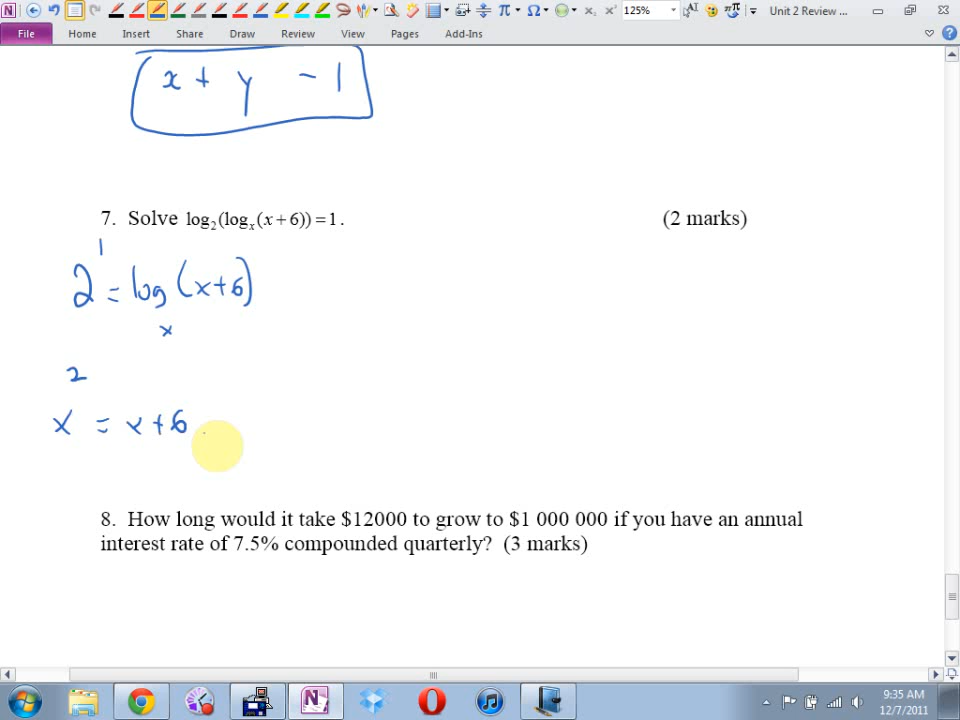 125%
Unit 2 Review ...
File Home Insert Share Draw Review View Pages Add-Ins
x + y - 1
7. Solve log₂(logₓ(x + 6)) = 1. (2 marks)
2¹ = logₓ(x+6)
x² = x+6
8. How long would it take $12000 to grow to $1 000 000 if you have an annual
interest rate of 7.5% compounded quarterly? (3 marks)
9:35 AM
12/7/2011